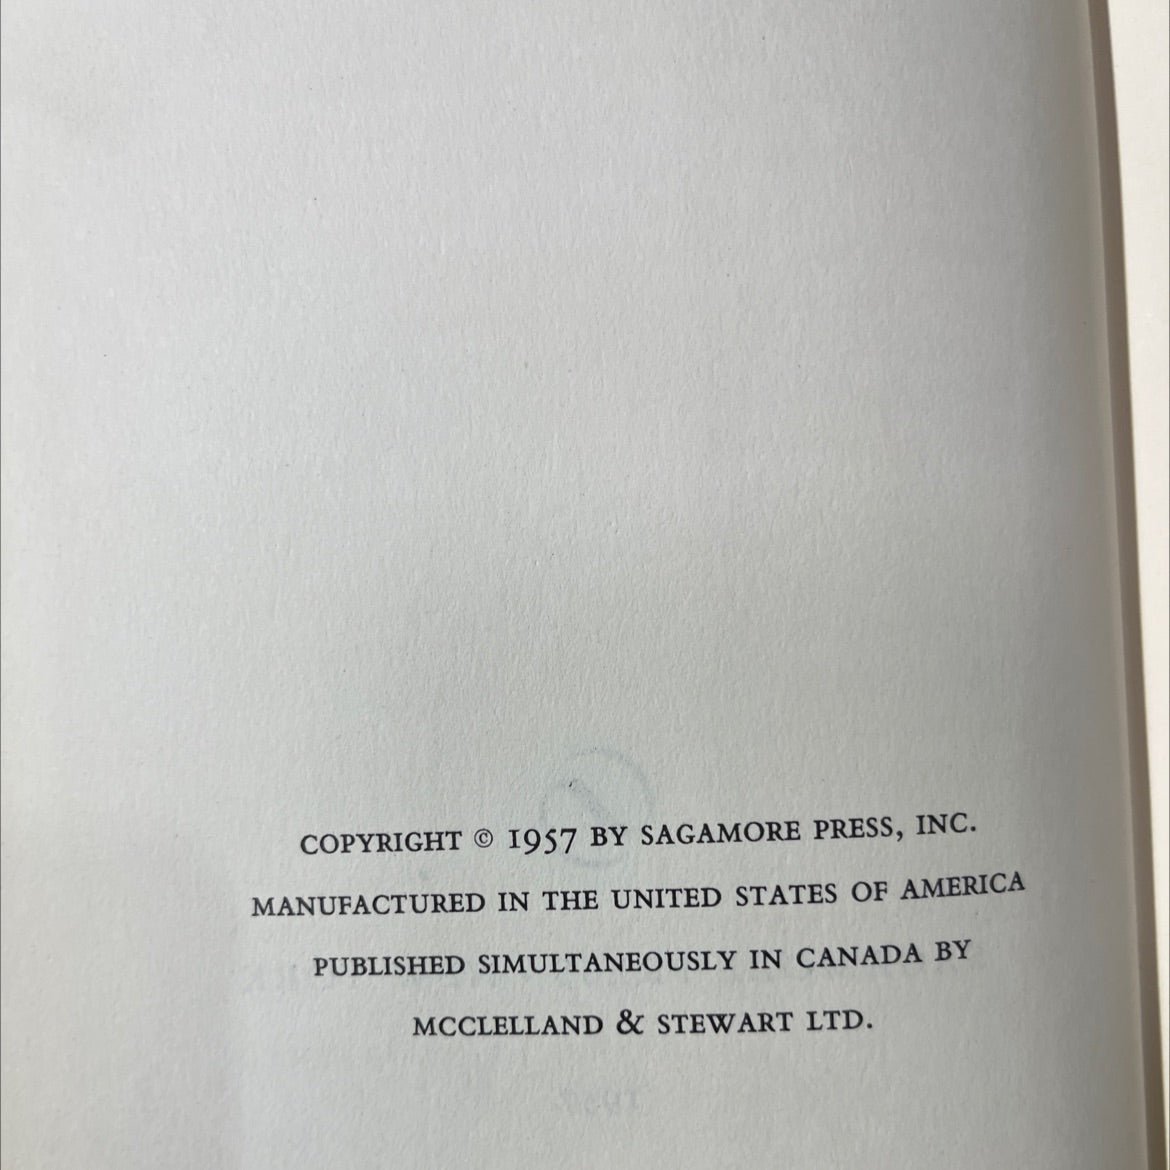 COPYRIGHT © 1957 BY SAGAMORE PRESS, INC.
MANUFACTURED IN THE UNITED STATES OF AMERICA
PUBLISHED SIMULTANEOUSLY IN CANADA BY
MCCLELLAND & STEWART LTD.